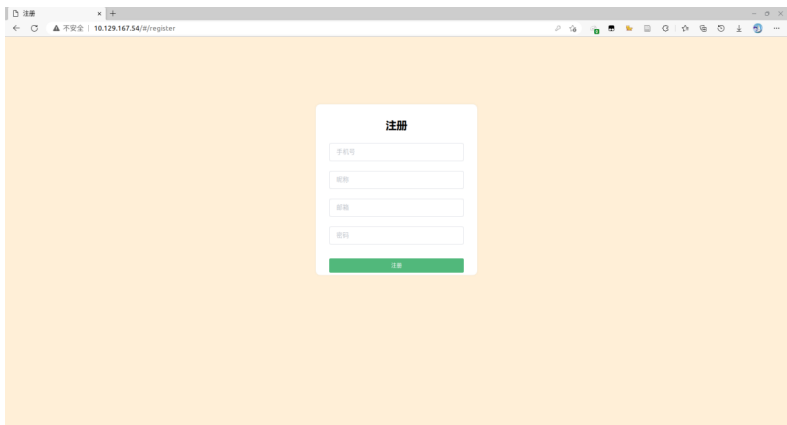 注册
不安全 | 10.129.167.54/#/register
注册
手机号
昵称
邮箱
密码
注册